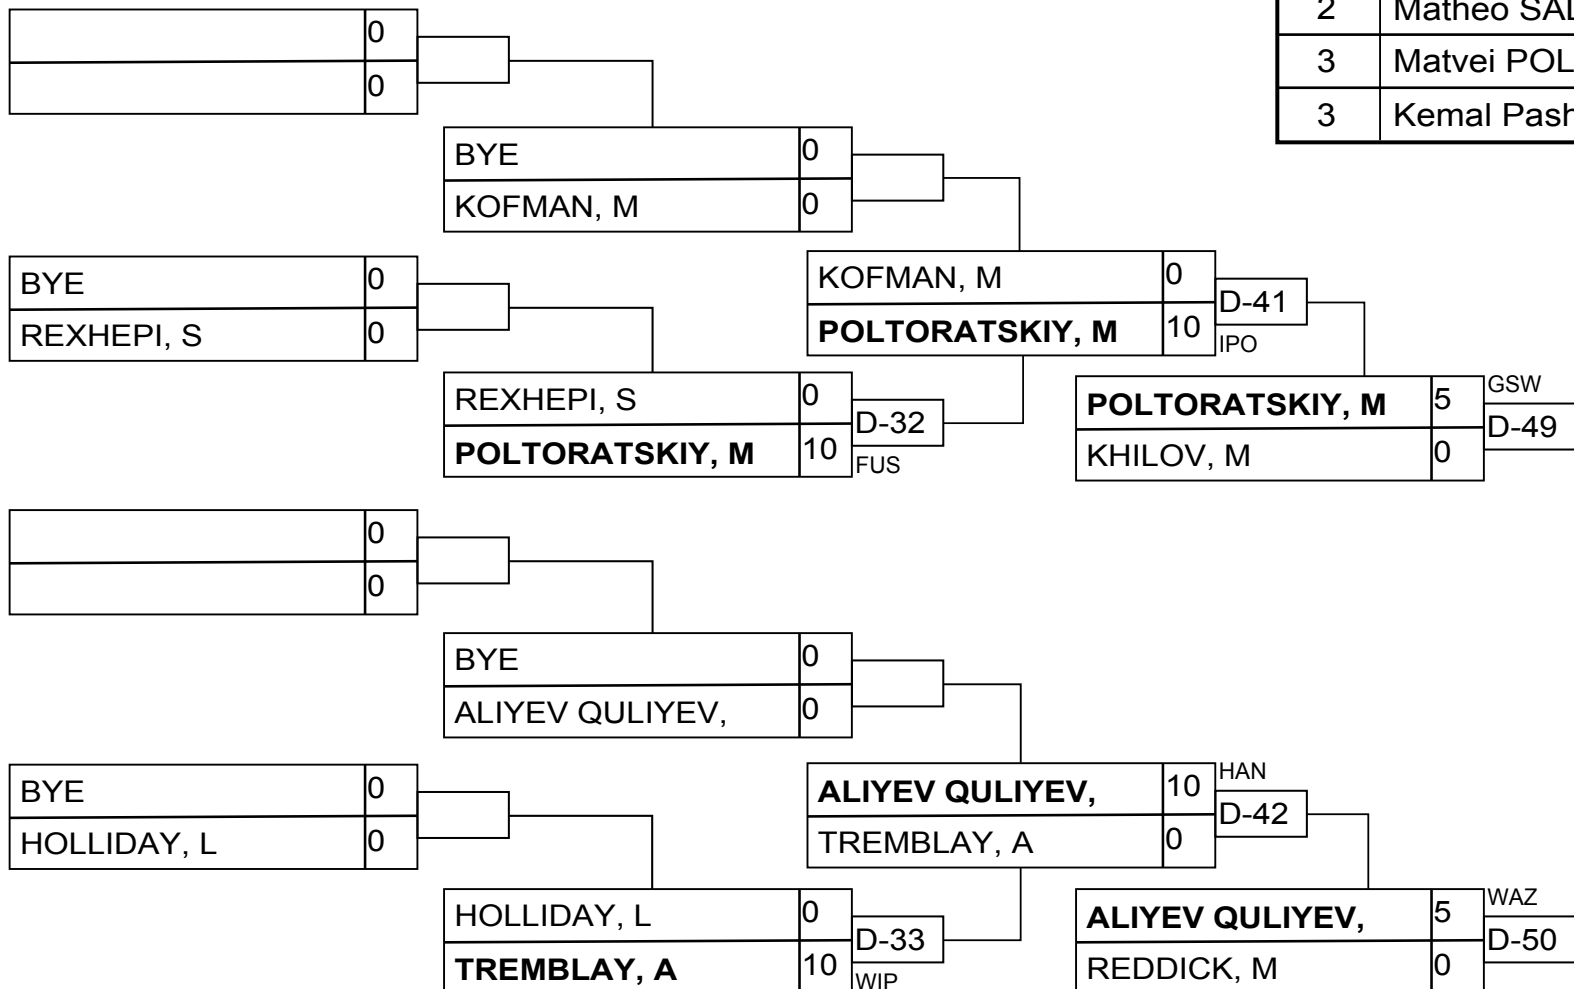 0
0
2 Matheo SAL
3 Matvei POL
3 Kemal Pash
BYE 0
KOFMAN, M 0
BYE 0
REXHEPI, S 0
KOFMAN, M 0
POLTORATSKIY, M 10
D-41
IPO
REXHEPI, S 0
POLTORATSKIY, M 10
D-32
FUS
POLTORATSKIY, M 5
KHILOV, M 0
GSW
D-49
0
0
BYE 0
ALIYEV QULIYEV, 0
BYE 0
HOLLIDAY, L 0
ALIYEV QULIYEV, 10
TREMBLAY, A 0
HAN
D-42
HOLLIDAY, L 0
TREMBLAY, A 10
D-33
WIP
ALIYEV QULIYEV, 5
REDDICK, M 0
WAZ
D-50